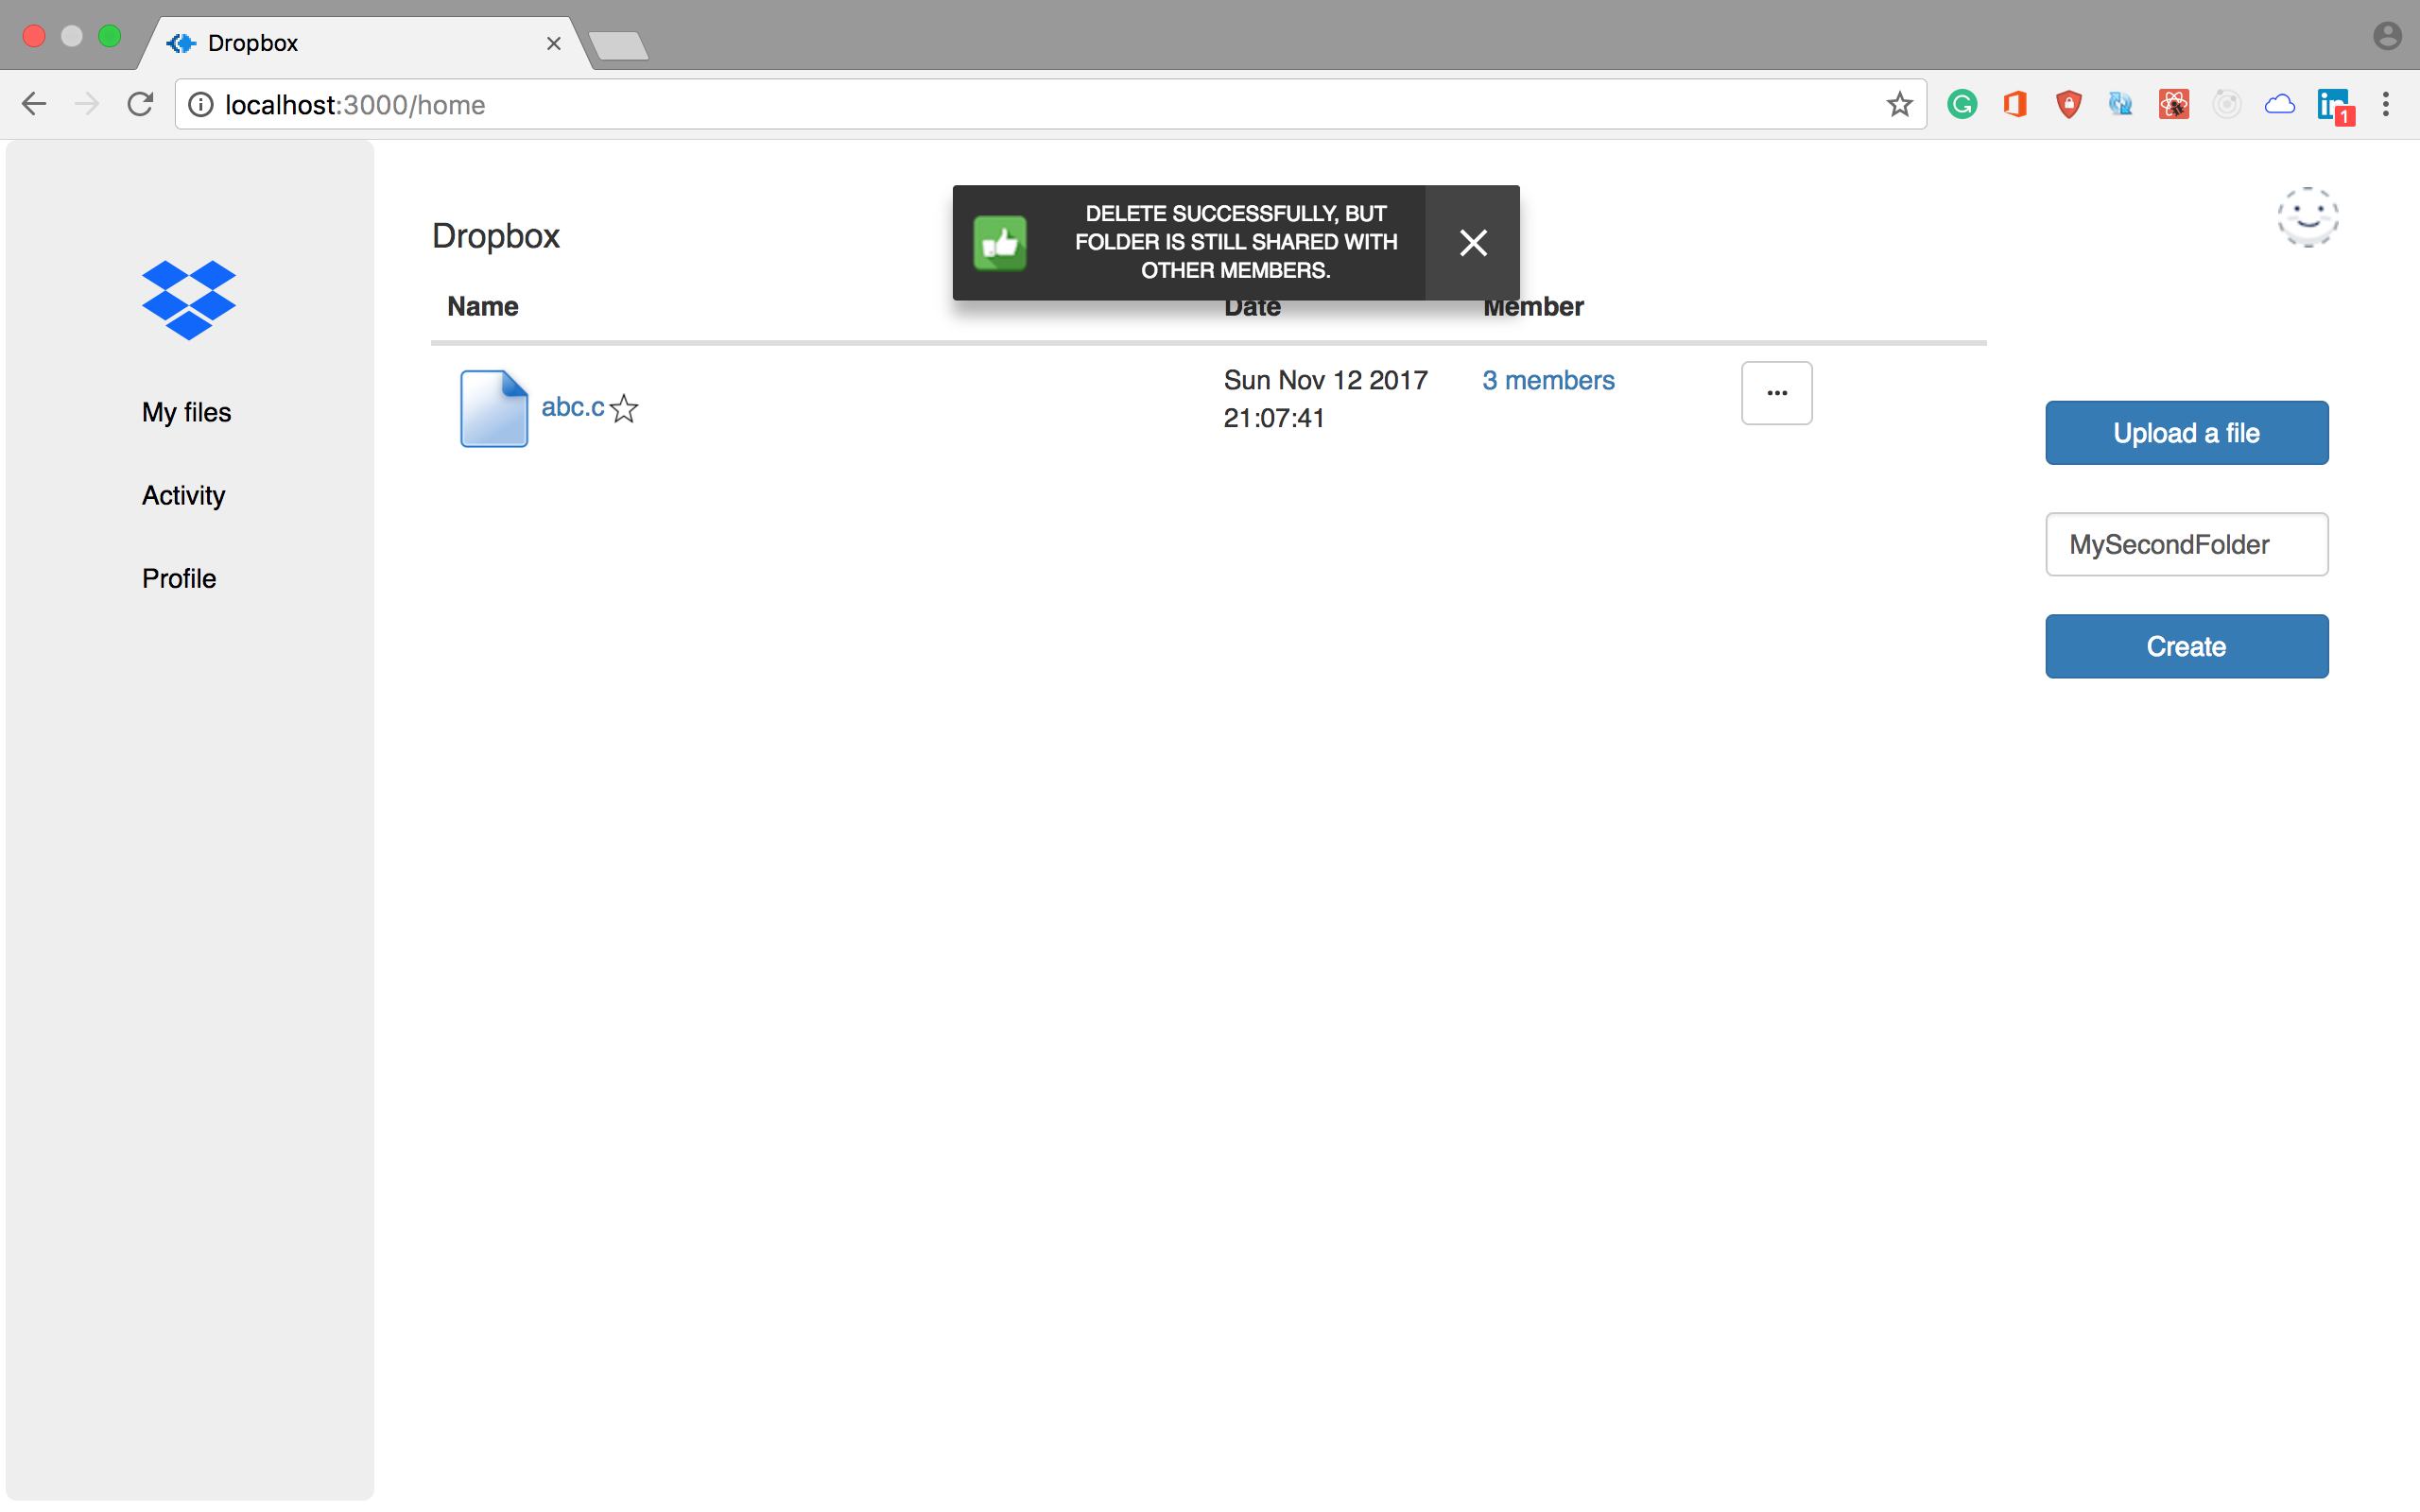 Dropbox
localhost:3000/home
1
DELETE SUCCESSFULLY, BUT
FOLDER IS STILL SHARED WITH
OTHER MEMBERS.
Dropbox
Name Date Member
My files
Activity
Profile
abc.c
Sun Nov 12 2017
21:07:41
3 members
...
Upload a file
MySecondFolder
Create